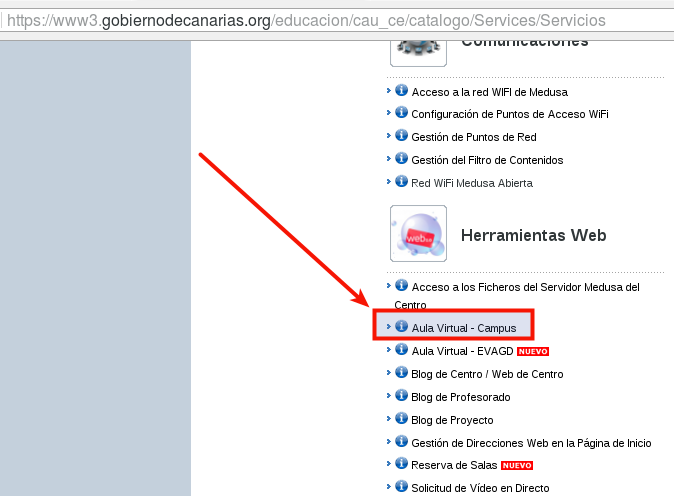 https://www3.gobiernodecanarias.org/educacion/cau_ce/catalogo/Services/Servicios
Comunicaciones
Acceso a la red WIFI de Medusa
Configuración de Puntos de Acceso WiFi
Gestión de Puntos de Red
Gestión del Filtro de Contenidos
Red WiFi Medusa Abierta
web
Herramientas Web
Acceso a los Ficheros del Servidor Medusa del
Centro
Aula Virtual - Campus
Aula Virtual - EVAGD NUEVO
Blog de Centro / Web de Centro
Blog de Profesorado
Blog de Proyecto
Gestión de Direcciones Web en la Página de Inicio
Reserva de Salas NUEVO
Solicitud de Vídeo en Directo